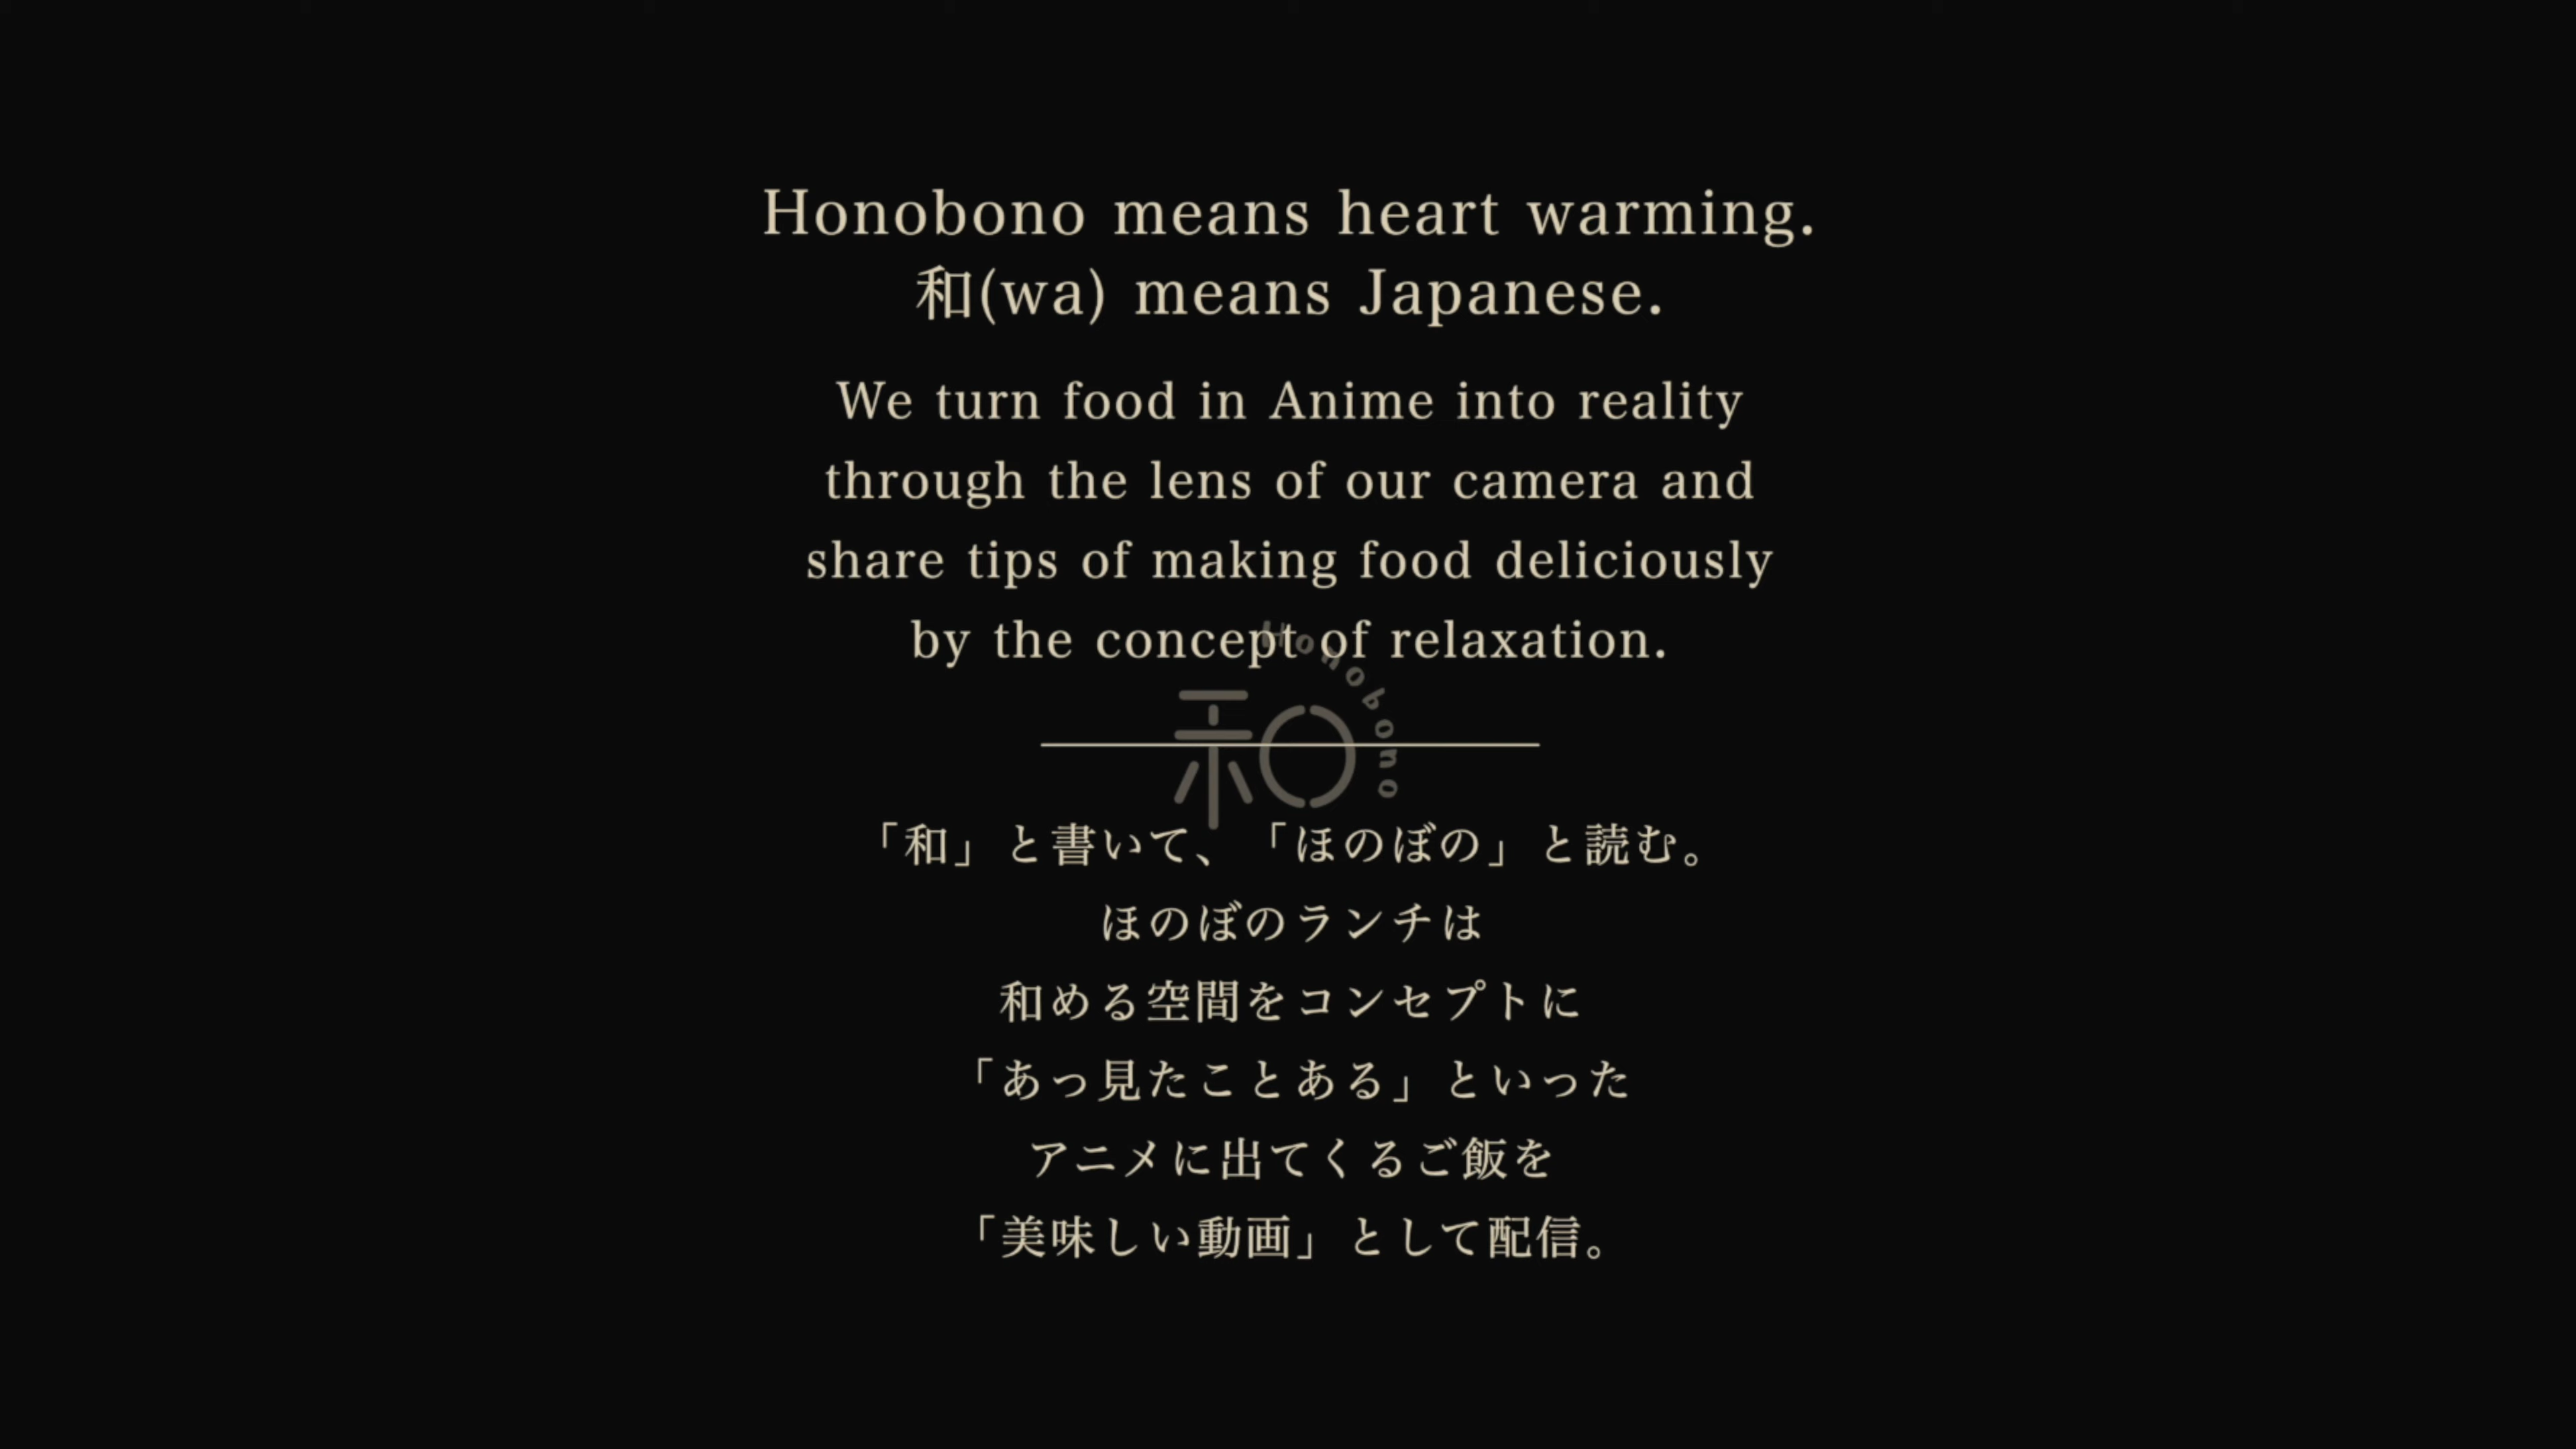 Honobono means heart warming.
和(wa) means Japanese.
We turn food in Anime into reality
through the lens of our camera and
share tips of making food deliciously
by the concept of relaxation.
Honobono
和
「和」と書いて、「ほのぼの」と読む。
ほのぼのランチは
和める空間をコンセプトに
「あっ見たことある」といった
アニメに出てくるご飯を
「美味しい動画」として配信。